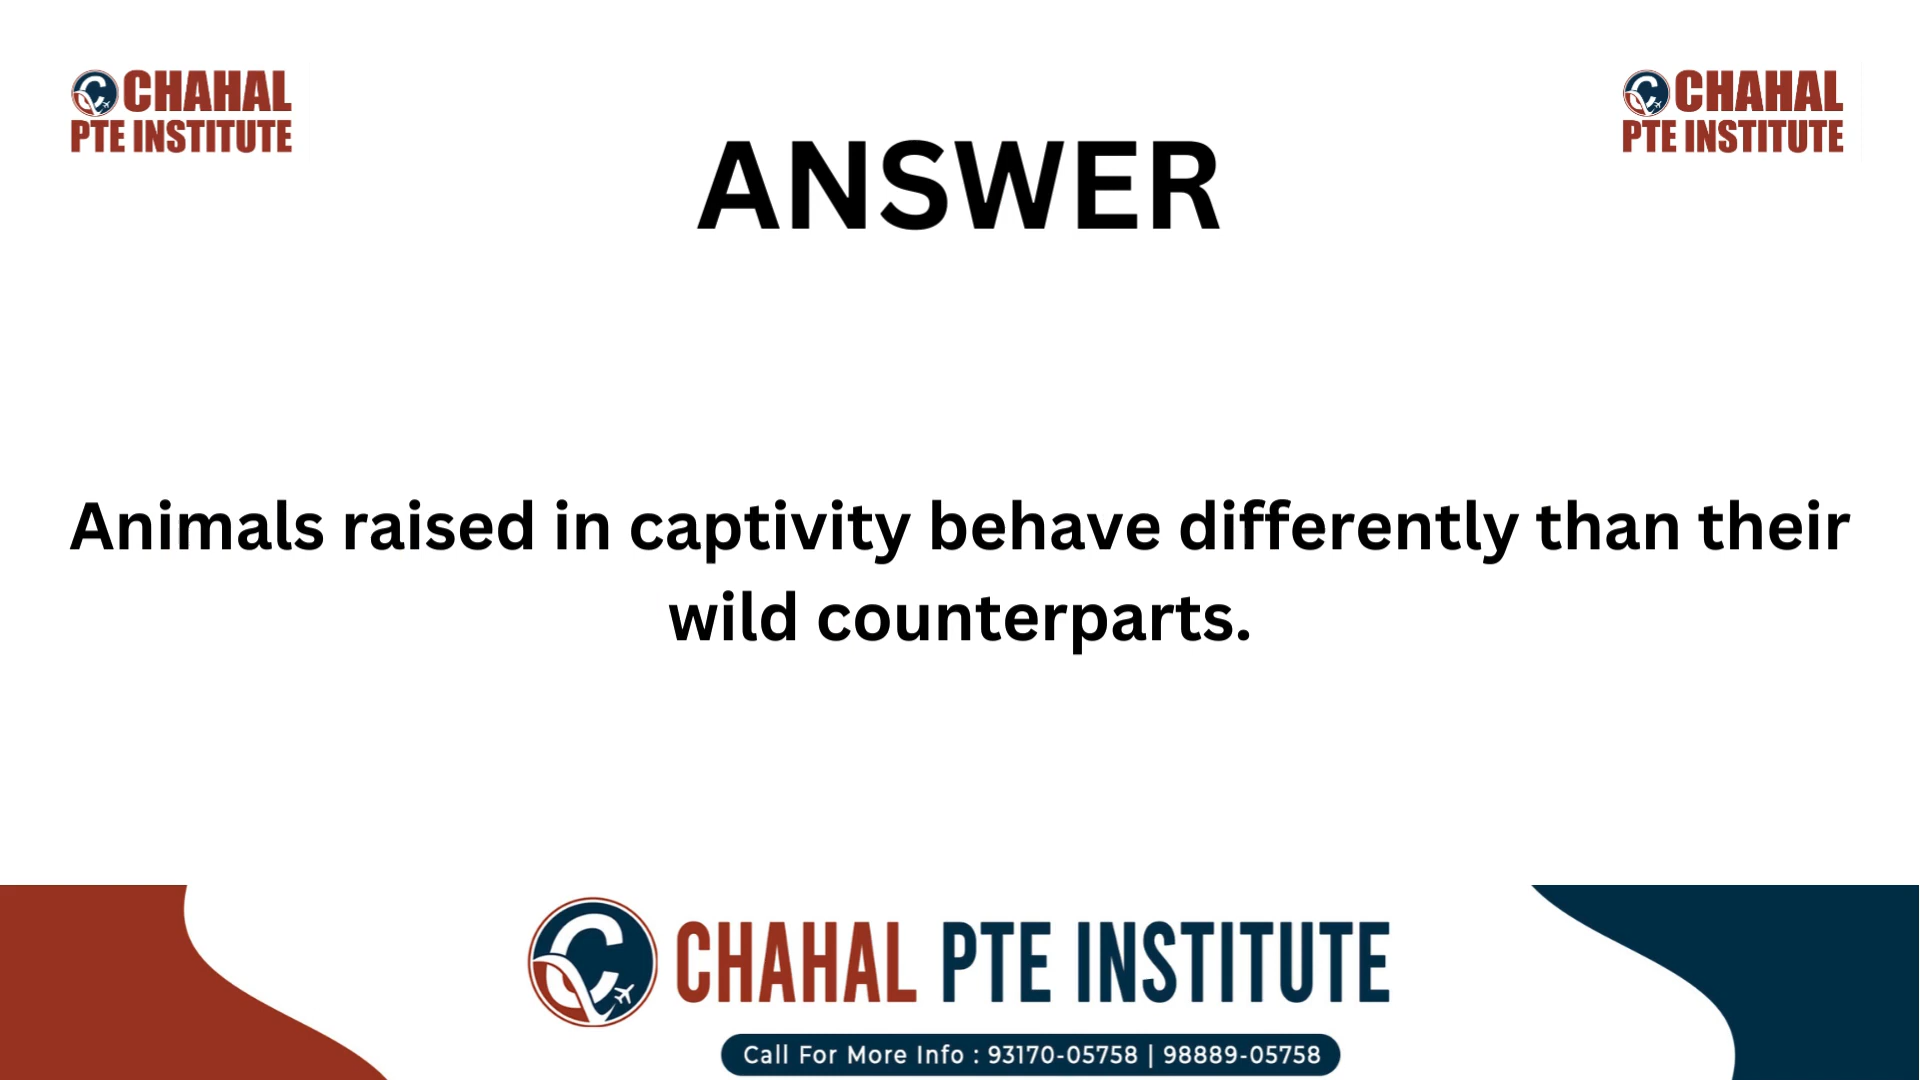 CHAHAL
PTE INSTITUTE
CHAHAL
PTE INSTITUTE
ANSWER
Animals raised in captivity behave differently than their
wild counterparts.
CHAHAL PTE INSTITUTE
Call For More Info : 93170-05758 | 98889-05758